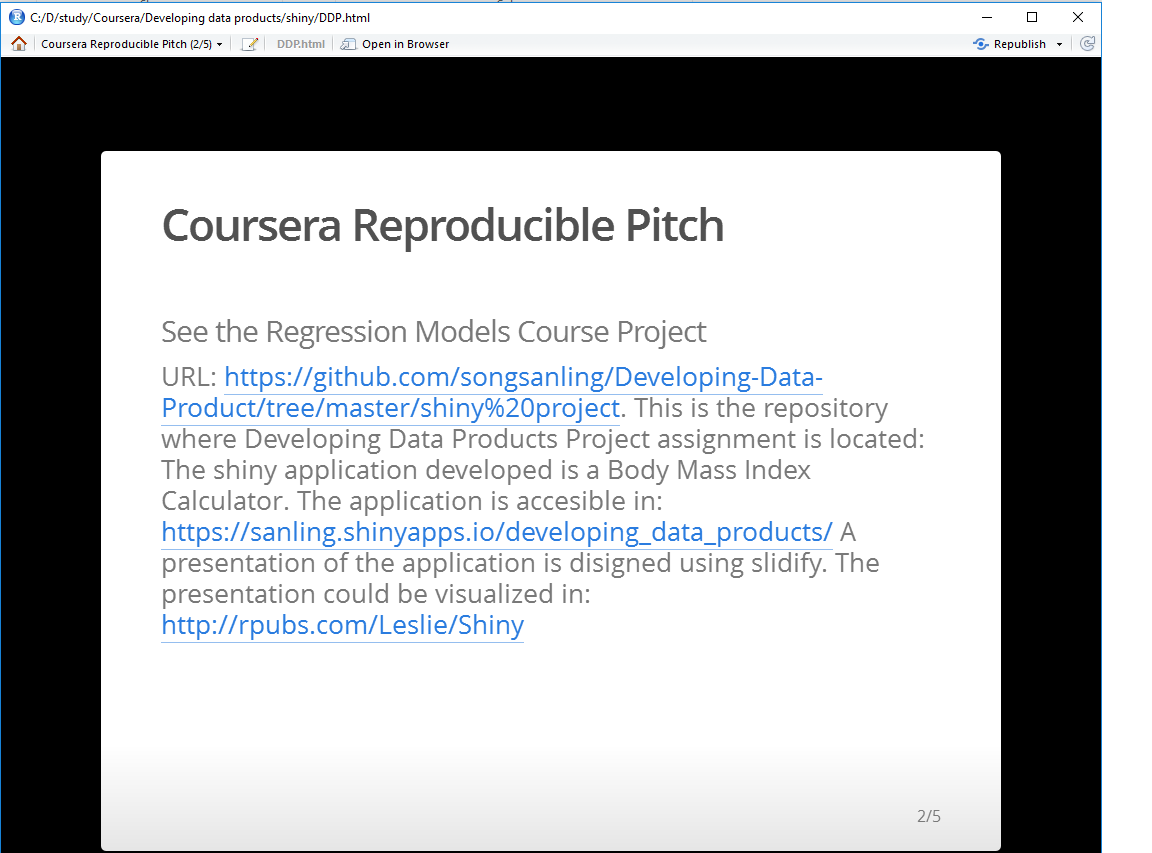 C:/D/study/Coursera/Developing data products/shiny/DDP.html
Coursera Reproducible Pitch (2/5) DDP.html Open in Browser Republish
Coursera Reproducible Pitch
See the Regression Models Course Project
URL: https://github.com/songsanling/Developing-Data-
Product/tree/master/shiny%20project. This is the repository
where Developing Data Products Project assignment is located:
The shiny application developed is a Body Mass Index
Calculator. The application is accesible in:
https://sanling.shinyapps.io/developing_data_products/ A
presentation of the application is disigned using slidify. The
presentation could be visualized in:
http://rpubs.com/Leslie/Shiny
2/5